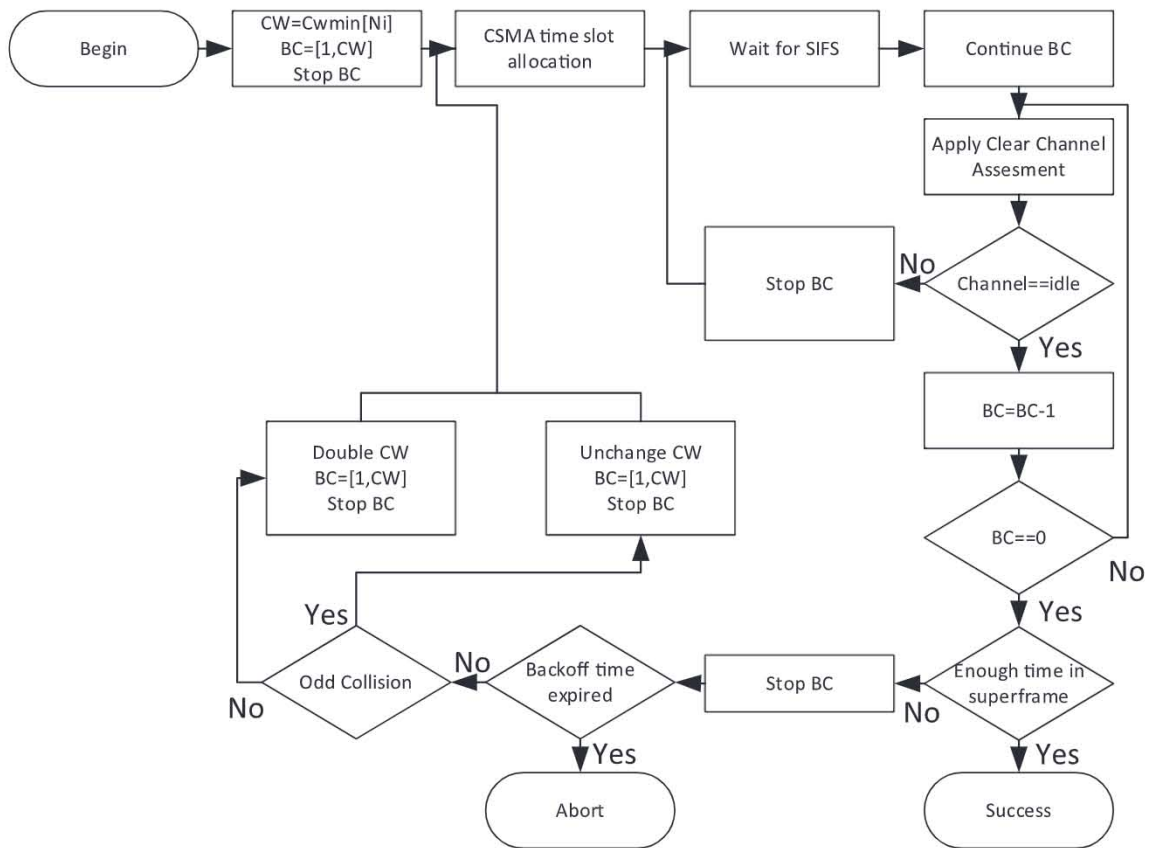 Begin
CW=Cwmin[Ni]
BC=[1,CW]
Stop BC
CSMA time slot
allocation
Wait for SIFS
Continue BC
Apply Clear Channel
Assesment
Channel==idle
No
Yes
Stop BC
BC=BC-1
BC==0
No
Yes
Double CW
BC=[1,CW]
Stop BC
Unchange CW
BC=[1,CW]
Stop BC
Yes
Odd Collision
No
No
Backoff time
expired
Yes
Stop BC
No
Enough time in
superframe
Yes
Abort
Success